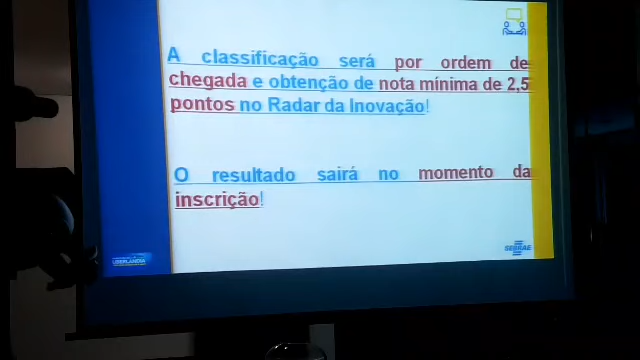 A classificação será por ordem de
chegada e obtenção de nota mínima de 2,5
pontos no Radar da Inovação!
O resultado sairá no momento da
inscrição!
UBERLÂNDIA
SEBRAE